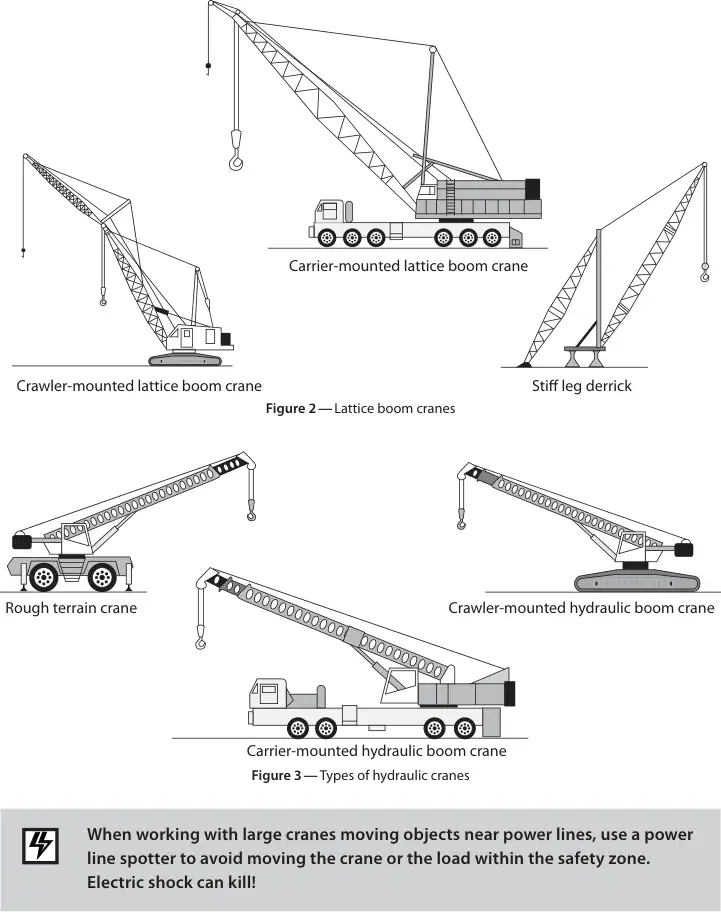 Carrier-mounted lattice boom crane
Crawler-mounted lattice boom crane
Stiff leg derrick
Figure 2 — Lattice boom cranes
Rough terrain crane
Crawler-mounted hydraulic boom crane
Carrier-mounted hydraulic boom crane
Figure 3 — Types of hydraulic cranes
When working with large cranes moving objects near power lines, use a power
line spotter to avoid moving the crane or the load within the safety zone.
Electric shock can kill!